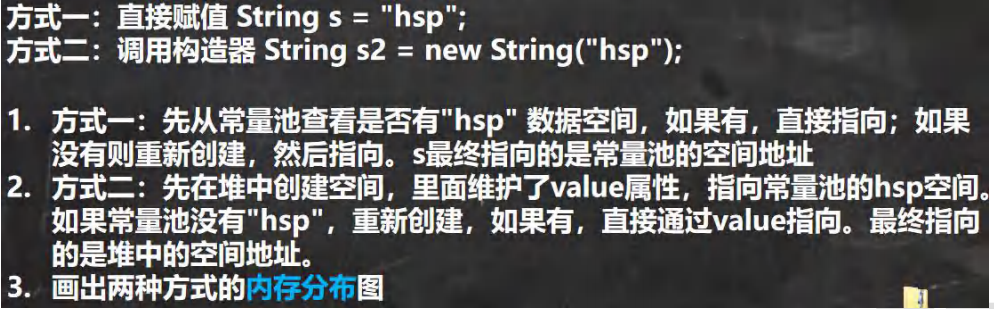 方式一：直接赋值 String s = "hsp";
方式二：调用构造器 String s2 = new String("hsp");
1. 方式一：先从常量池查看是否有"hsp" 数据空间，如果有，直接指向；如果
没有则重新创建，然后指向。s最终指向的是常量池的空间地址
2. 方式二：先在堆中创建空间，里面维护了value属性，指向常量池的hsp空间。
如果常量池没有"hsp"，重新创建，如果有，直接通过value指向。最终指向
的是堆中的空间地址。
3. 画出两种方式的内存分布图